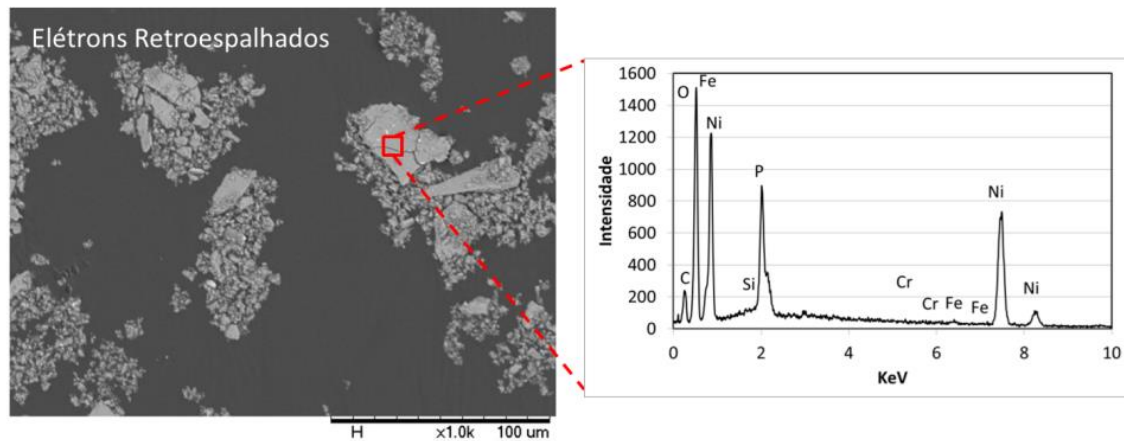 Elétrons Retroespalhados
H x1.0k 100 um
Intensidade
1600
1400
1200
1000
800
600
400
200
0
O Fe
Ni
P
Ni
C
Si
Cr
Cr Fe Fe
Ni
0 2 4 6 8 10
KeV